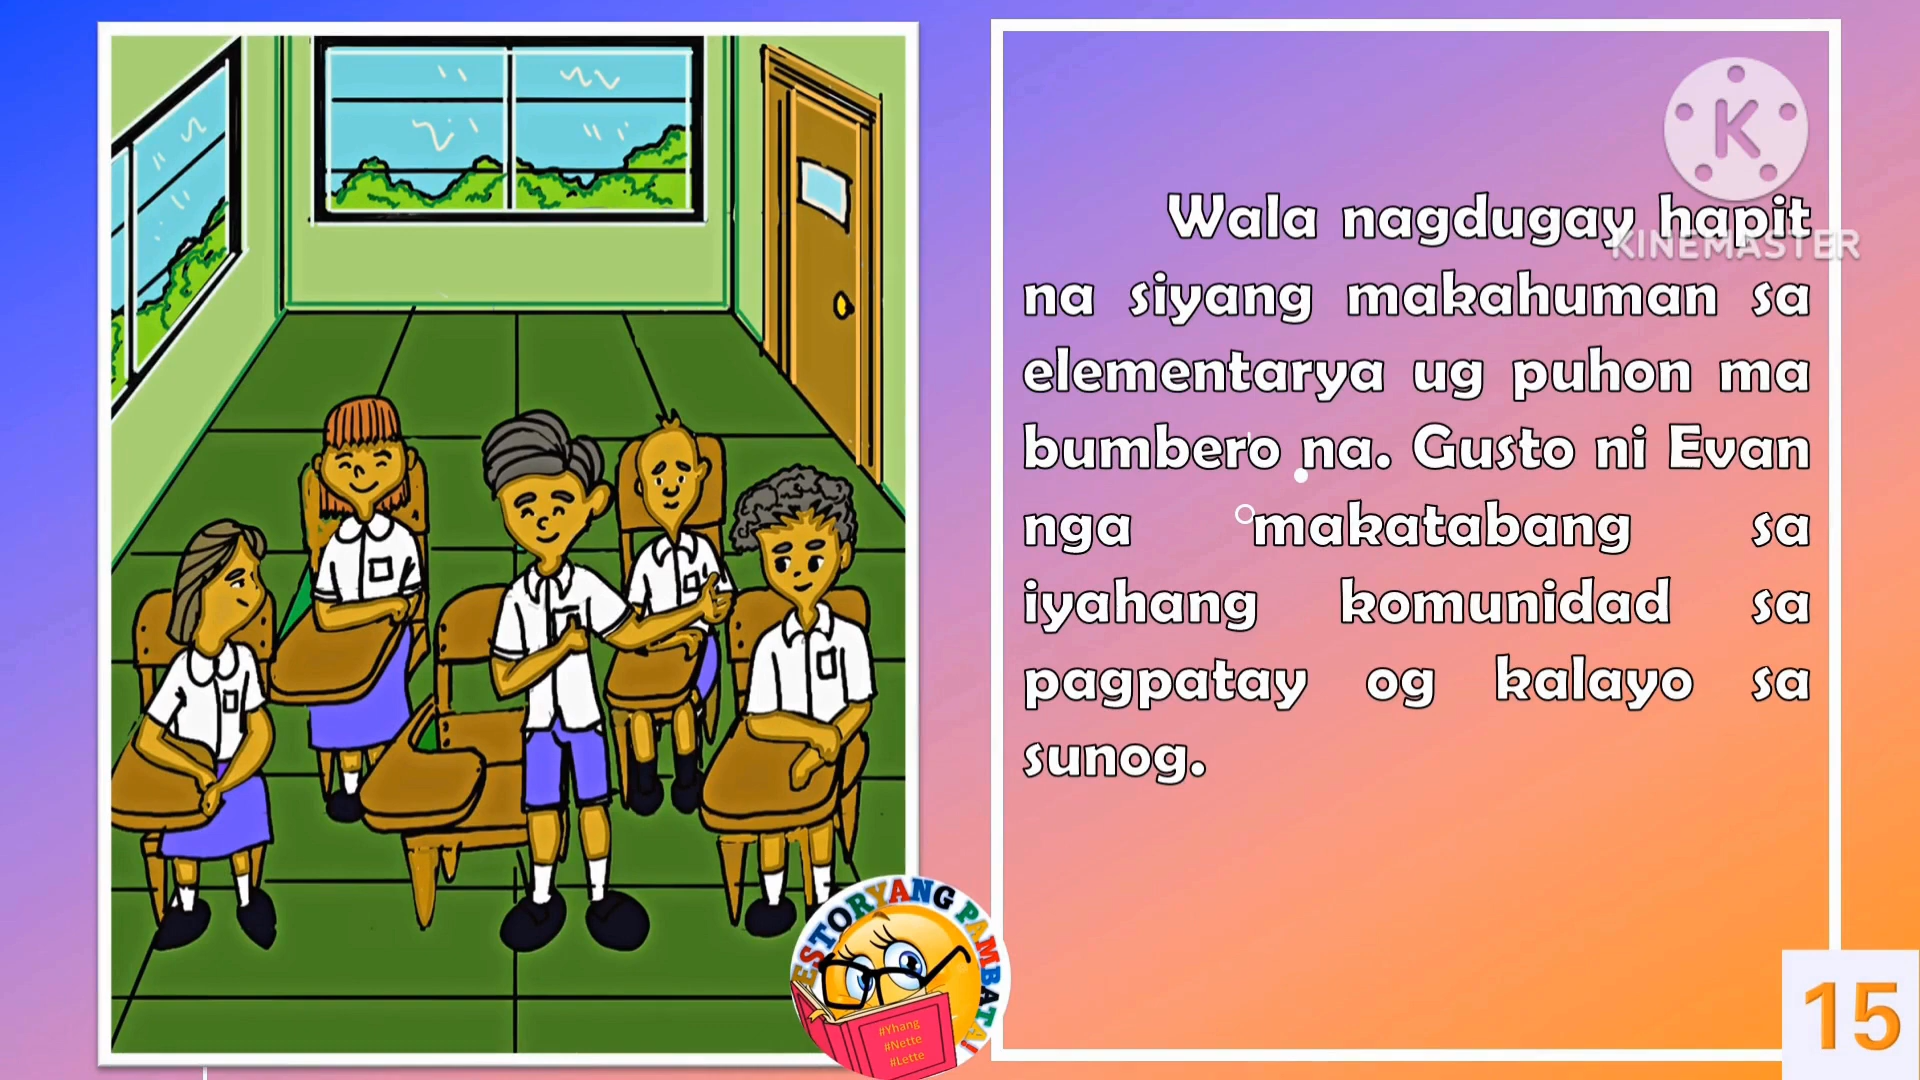 Wala nagdugay hapit
na siyang makahuman sa
elementarya ug puhon ma
bumbero na. Gusto ni Evan
nga makatabang sa
iyahang komunidad sa
pagpatay og kalayo sa
sunog.
K
KINEMASTER
ESTORYANG PAMBATA!
#Yhang
#Nette
#Lette
15